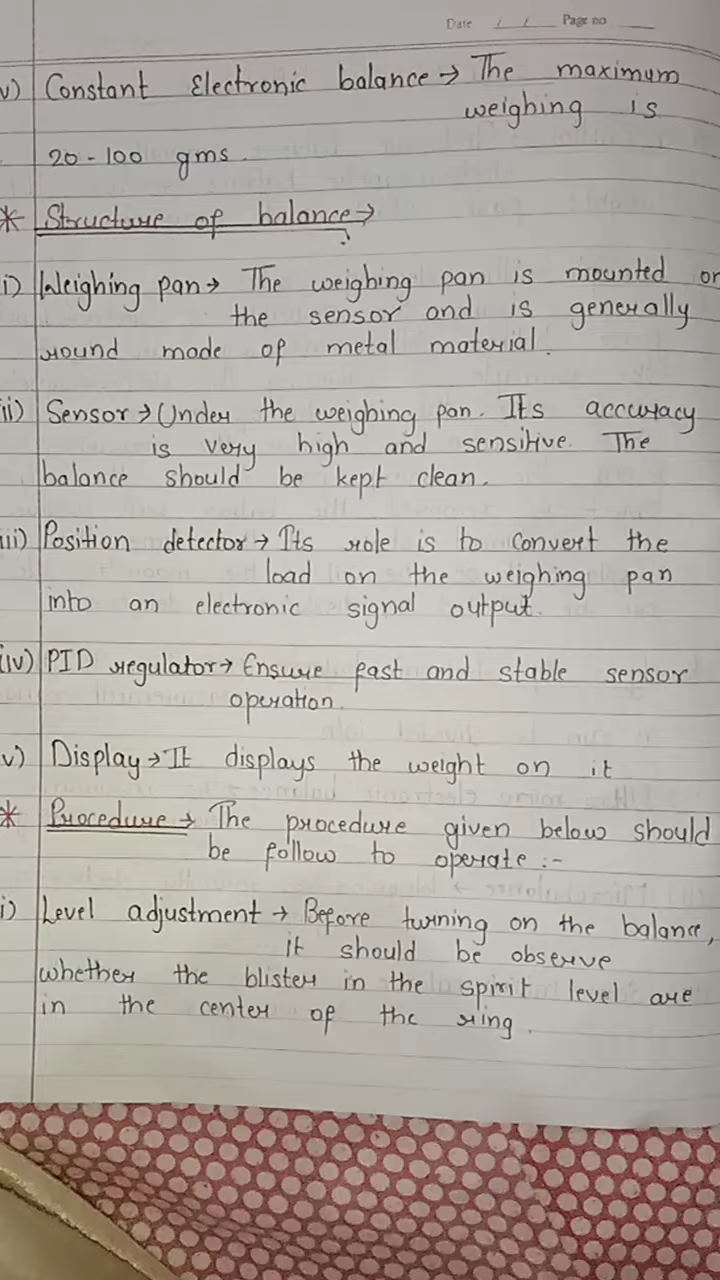 Date / / Page no
v) Constant Electronic balance → The maximum
weighing is
20-100 gms.
* Structure of balance →
i) Weighing pan → The weighing pan is mounted on
the sensor and is generally
round made of metal material.
ii) Sensor → Under the weighing pan. Its accuracy
is very high and sensitive. The
balance should be kept clean.
iii) Position detector → Its role is to convert the
load on the weighing pan
into an electronic signal output.
iv) PID regulator → Ensure fast and stable sensor
operation.
v) Display → It displays the weight on it
* Procedure → The procedure given below should
be follow to operate :-
i) Level adjustment → Before turning on the balance,
it should be observe
whether the blister in the spirit level are
in the center of the ring.